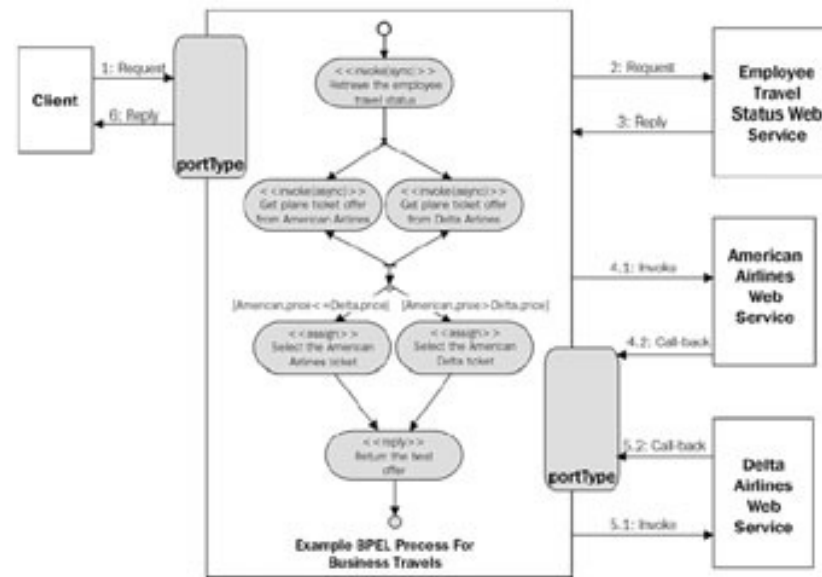 1: Request
Client
6: Reply
portType
<<invoke(sync)>>
Retrieve the employee
travel status
2: Request
3: Reply
Employee
Travel
Status Web
Service
<<invoke(async)>>
Get plane ticket offer
from American Airlines
<<invoke(async)>>
Get plane ticket offer
from Delta Airlines
[American.price<=Delta.price]
[American.price>Delta.price]
<<assign>>
Select the American
Airlines ticket
<<assign>>
Select the American
Delta ticket
4.1: Invoke
4.2: Call-back
American
Airlines
Web
Service
<<reply>>
Return the best
offer
portType
5.2: Call-back
5.1: Invoke
Delta
Airlines
Web
Service
Example BPEL Process For
Business Travels